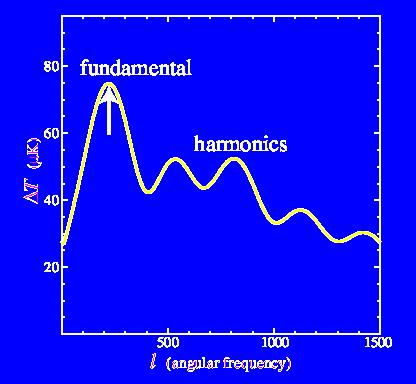 80
fundamental
60
harmonics
ΔT (μK)
40
20
500
1000
1500
l (angular frequency)